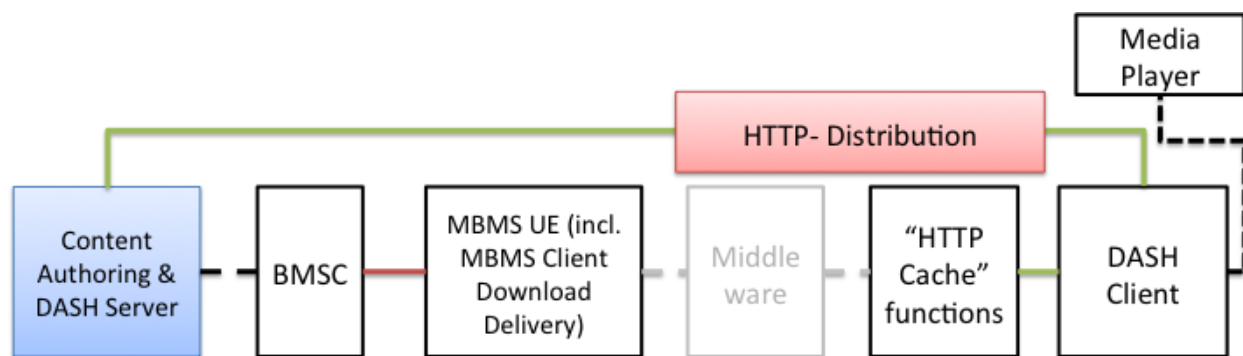 Media
Player
HTTP- Distribution
Content
Authoring &
DASH Server
BMSC
MBMS UE (incl.
MBMS Client
Download
Delivery)
Middle
ware
“HTTP
Cache”
functions
DASH
Client